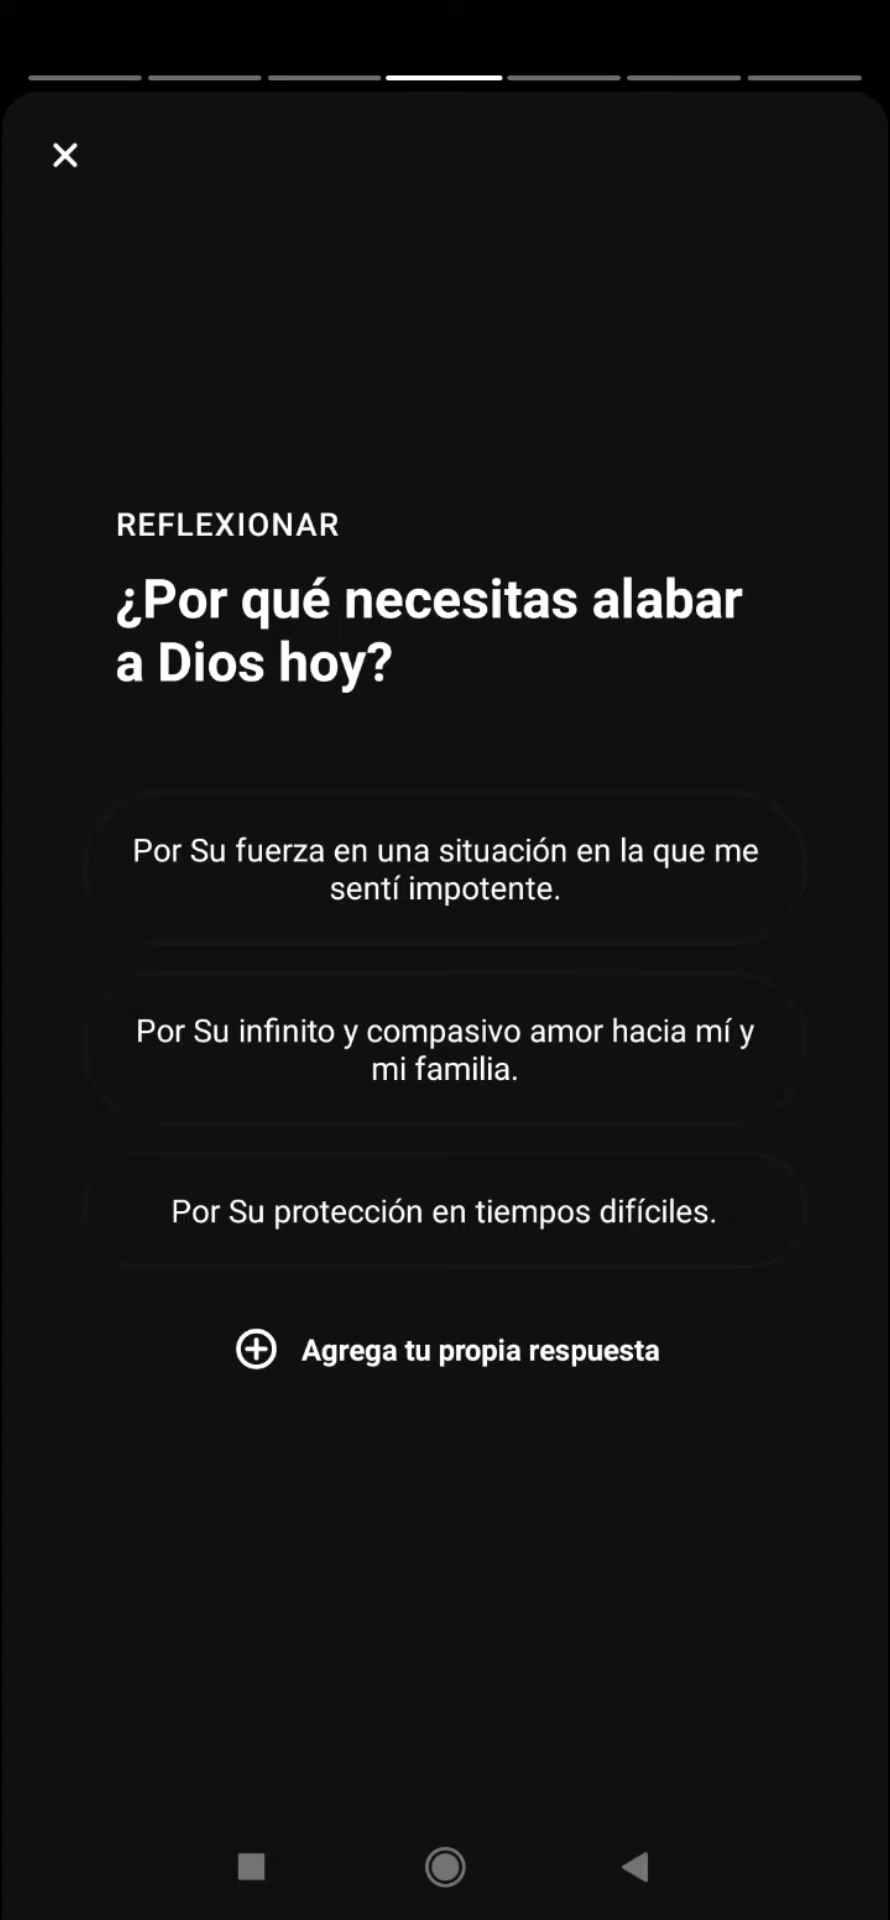 REFLEXIONAR
¿Por qué necesitas alabar
a Dios hoy?
Por Su fuerza en una situación en la que me
sentí impotente.
Por Su infinito y compasivo amor hacia mí y
mi familia.
Por Su protección en tiempos difíciles.
Agrega tu propia respuesta